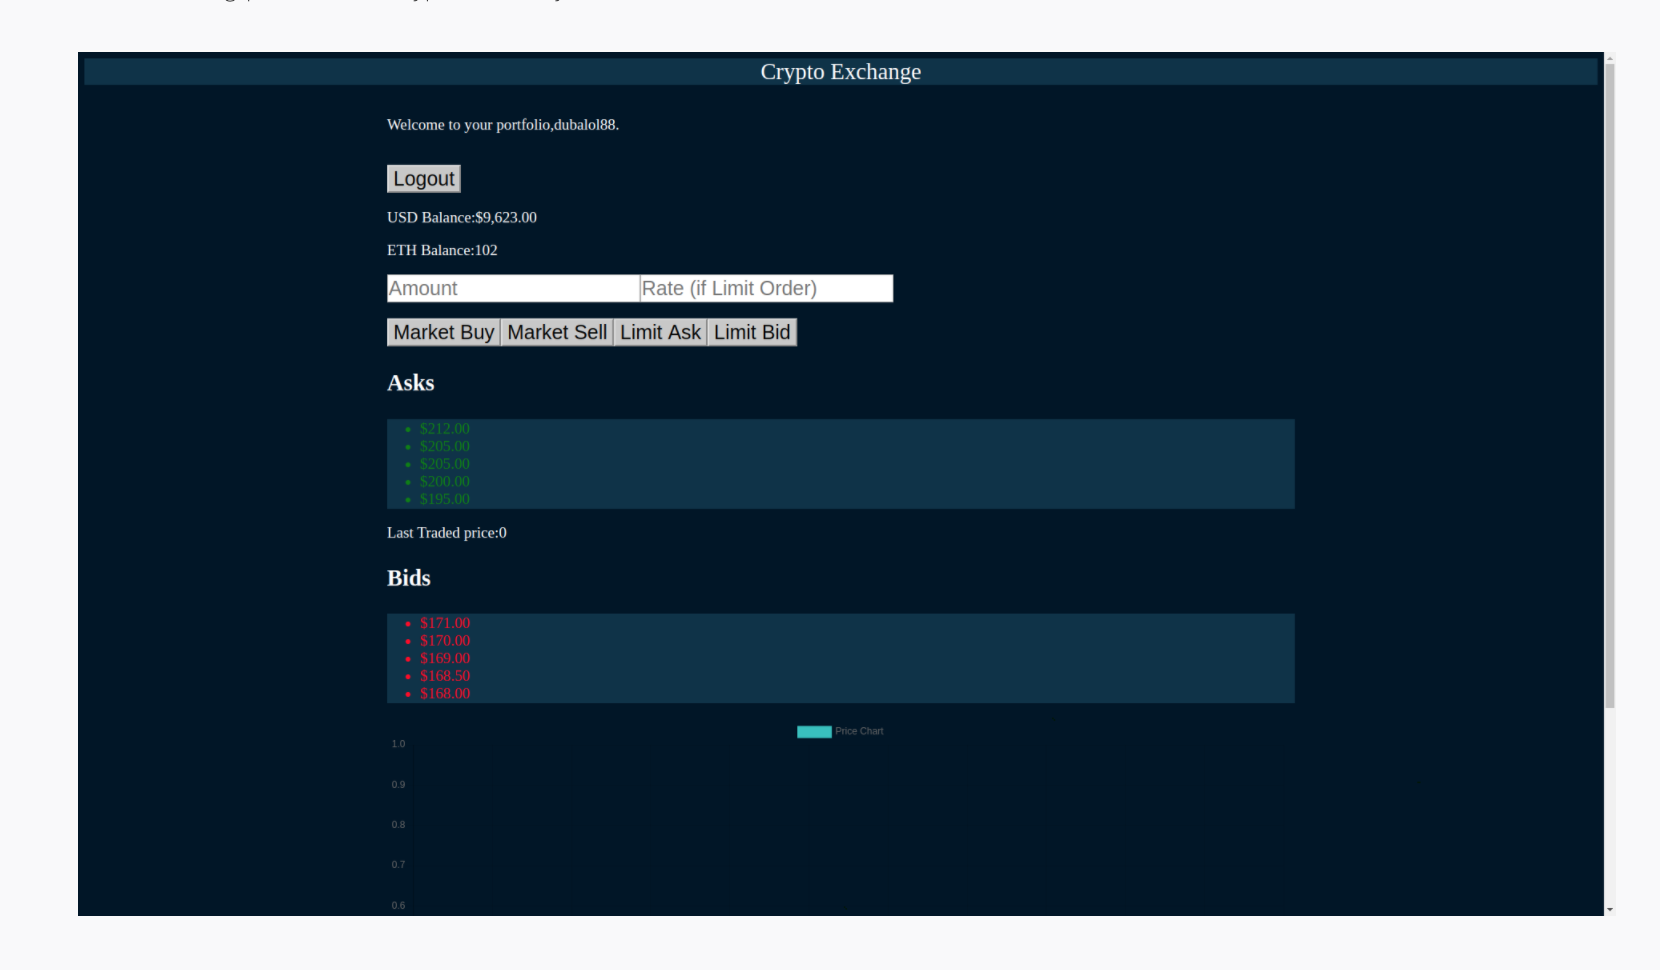 Crypto Exchange
Welcome to your portfolio,dubalol88.
Logout
USD Balance:$9,623.00
ETH Balance:102
Amount Rate (if Limit Order)
Market Buy Market Sell Limit Ask Limit Bid
Asks
• $212.00
• $205.00
• $205.00
• $200.00
• $195.00
Last Traded price:0
Bids
• $171.00
• $170.00
• $169.00
• $168.50
• $168.00
Price Chart
1.0
0.9
0.8
0.7
0.6